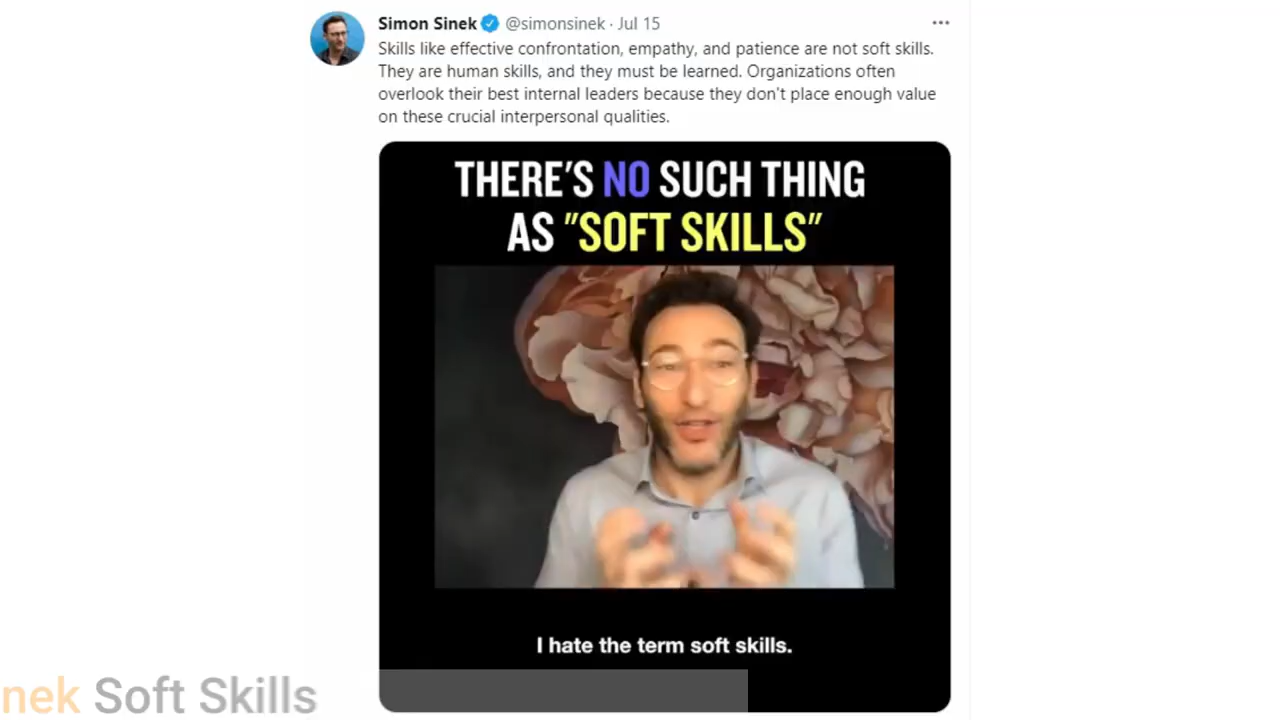 Simon Sinek @simonsinek · Jul 15
Skills like effective confrontation, empathy, and patience are not soft skills.
They are human skills, and they must be learned. Organizations often
overlook their best internal leaders because they don't place enough value
on these crucial interpersonal qualities.
THERE'S NO SUCH THING
AS "SOFT SKILLS"
I hate the term soft skills.
nek Soft Skills